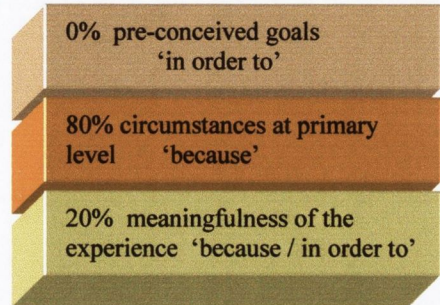 0% pre-conceived goals
‘in order to’
80% circumstances at primary
level ‘because’
20% meaningfulness of the
experience ‘because / in order to’